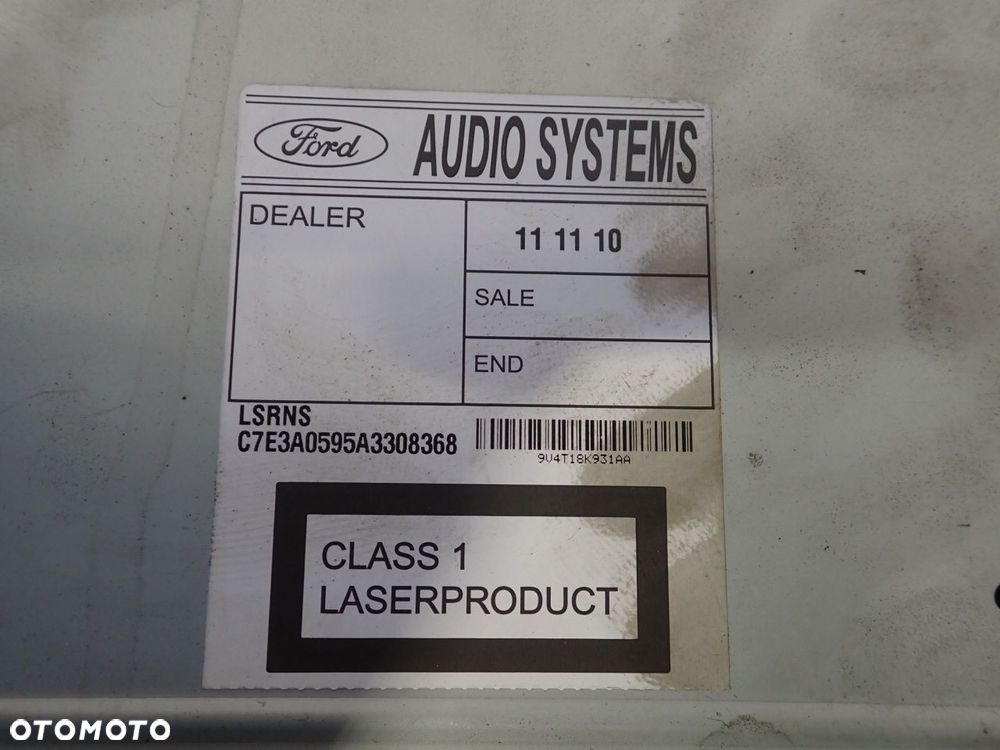 Ford AUDIO SYSTEMS
DEALER
11 11 10
SALE
END
LSRNS
C7E3A0595A3308368
9V4T18K931AA
CLASS 1
LASERPRODUCT
OTOMOTO